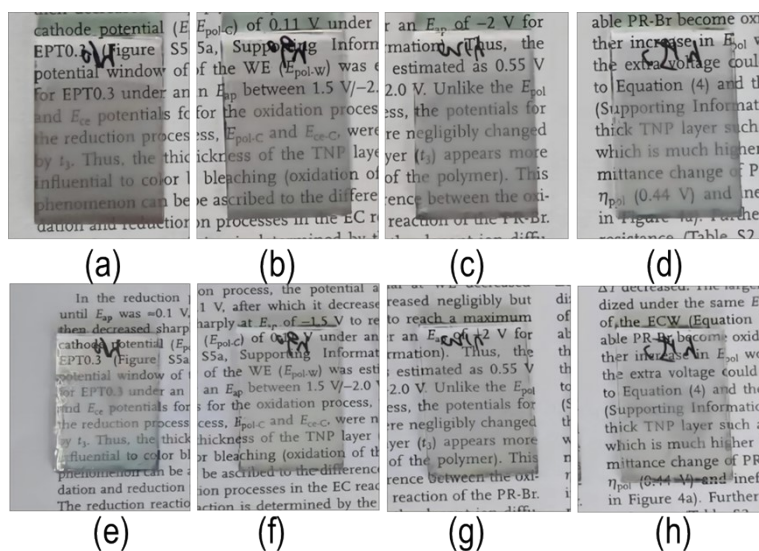 cathode potential (E
EPT0.3 (Figure S5
potential window of
for EPT0.3 under an
and Ece potentials fo
the reduction proces
by t3. Thus, the thic
influential to color b
phenomenon can be
dation and reduction
Epol-C) of 0.11 V under
5a, Supporting Inform
of the WE (Epol-W) was e
n Eap between 1.5 V/−2.
for the oxidation proces
ess, Epol-C and Ece-C, were
ckness of the TNP laye
bleaching (oxidation of
ascribed to the differe
on processes in the EC re
r an Eap of −2 V for
rmation). Thus, the
estimated as 0.55 V
2.0 V. Unlike the Epol
ess, the potentials for
re negligibly changed
yer (t3) appears more
of the polymer). This
rence between the oxi-
reaction of the PR-Br.
able PR-Br become oxi
ther increase in Epol w
the extra voltage coul
to Equation (4) and th
(Supporting Informat
thick TNP layer such
which is much higher
mittance change of P
ηpol (0.44 V) and ine
in Figure 4a). Furthe
(a)
(b)
(c)
(d)
In the reduction p
until Eap was −0.1 V,
then decreased sharp
cathode potential (Ep
EPT0.3 (Figure S5a
potential window of
for EPT0.3 under an
and Ece potentials for
the reduction process
by t3. Thus, the thick
influential to color bl
phenomenon can be a
dation and reduction
The reduction reaction
on process, the potential a
1 V, after which it decrease
harply at Eap of −1.5 V to re
S5a, Supporting Informat
of the WE (Epol-W) was esti
an Eap between 1.5 V/−2.0
s for the oxidation process,
cess, Epol-C and Ece-C, were n
thickness of the TNP layer (
or bleaching (oxidation of th
be ascribed to the difference
ion processes in the EC reac
ction is determined by the
reased negligibly but
to reach a maximum
r an Eap of −2 V for
rmation). Thus, the
estimated as 0.55 V
2.0 V. Unlike the Epol
ess, the potentials for
ere negligibly changed
yer (t3) appears more
of the polymer). This
rence between the oxi-
reaction of the PR-Br.
dized under the same E
of the ECW (Equation
able PR-Br become oxid
ther increase in Epol wo
the extra voltage could
to Equation (4) and the
(Supporting Informatio
thick TNP layer such a
which is much higher
mittance change of PR
ηpol (0.44 V) and inef
in Figure 4a). Further
(e)
(f)
(g)
(h)